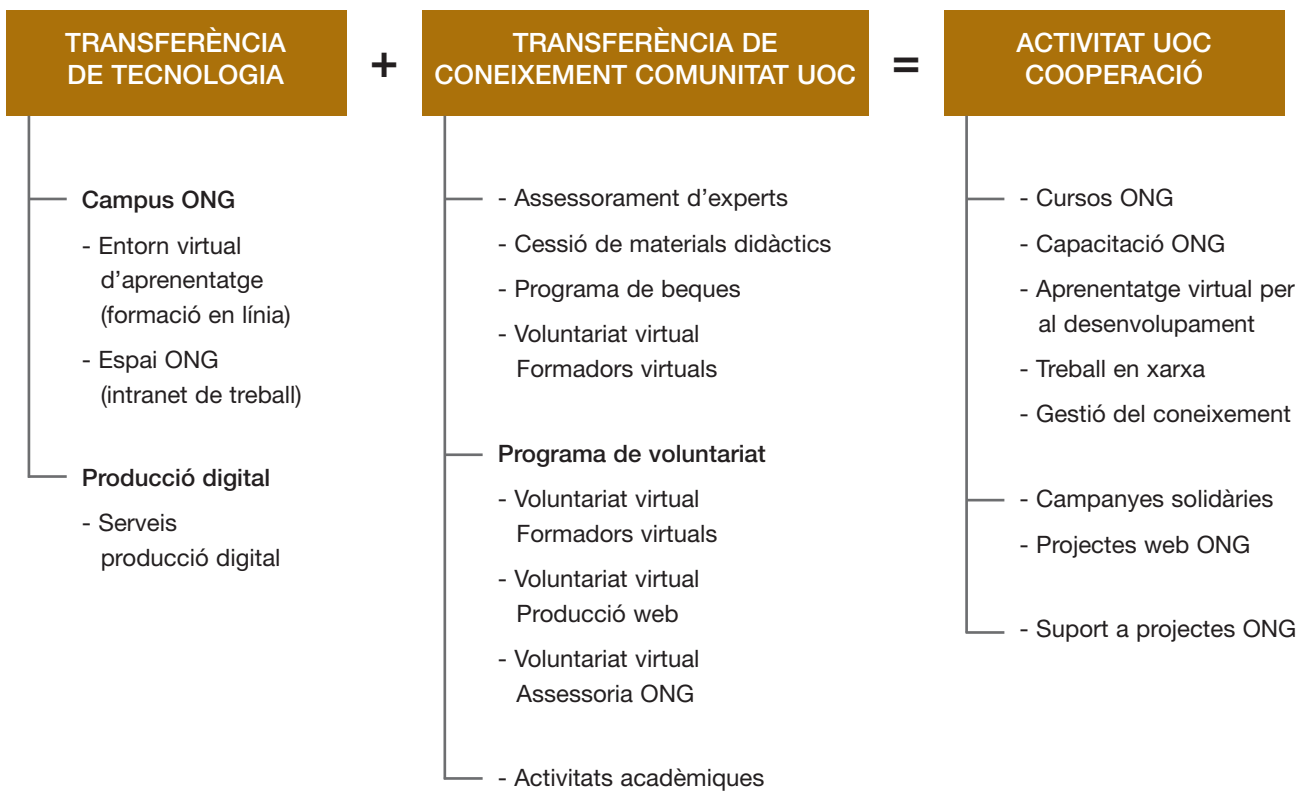 TRANSFERÈNCIA
DE TECNOLOGIA
+
TRANSFERÈNCIA DE
CONEIXEMENT COMUNITAT UOC
=
ACTIVITAT UOC
COOPERACIÓ
Campus ONG
- Entorn virtual
d’aprenentatge
(formació en línia)
- Espai ONG
(intranet de treball)
Producció digital
- Serveis
producció digital
- Assessorament d’experts
- Cessió de materials didàctics
- Programa de beques
- Voluntariat virtual
Formadors virtuals
Programa de voluntariat
- Voluntariat virtual
Formadors virtuals
- Voluntariat virtual
Producció web
- Voluntariat virtual
Assessoria ONG
- Activitats acadèmiques
- Cursos ONG
- Capacitació ONG
- Aprenentatge virtual per
al desenvolupament
- Treball en xarxa
- Gestió del coneixement
- Campanyes solidàries
- Projectes web ONG
- Suport a projectes ONG